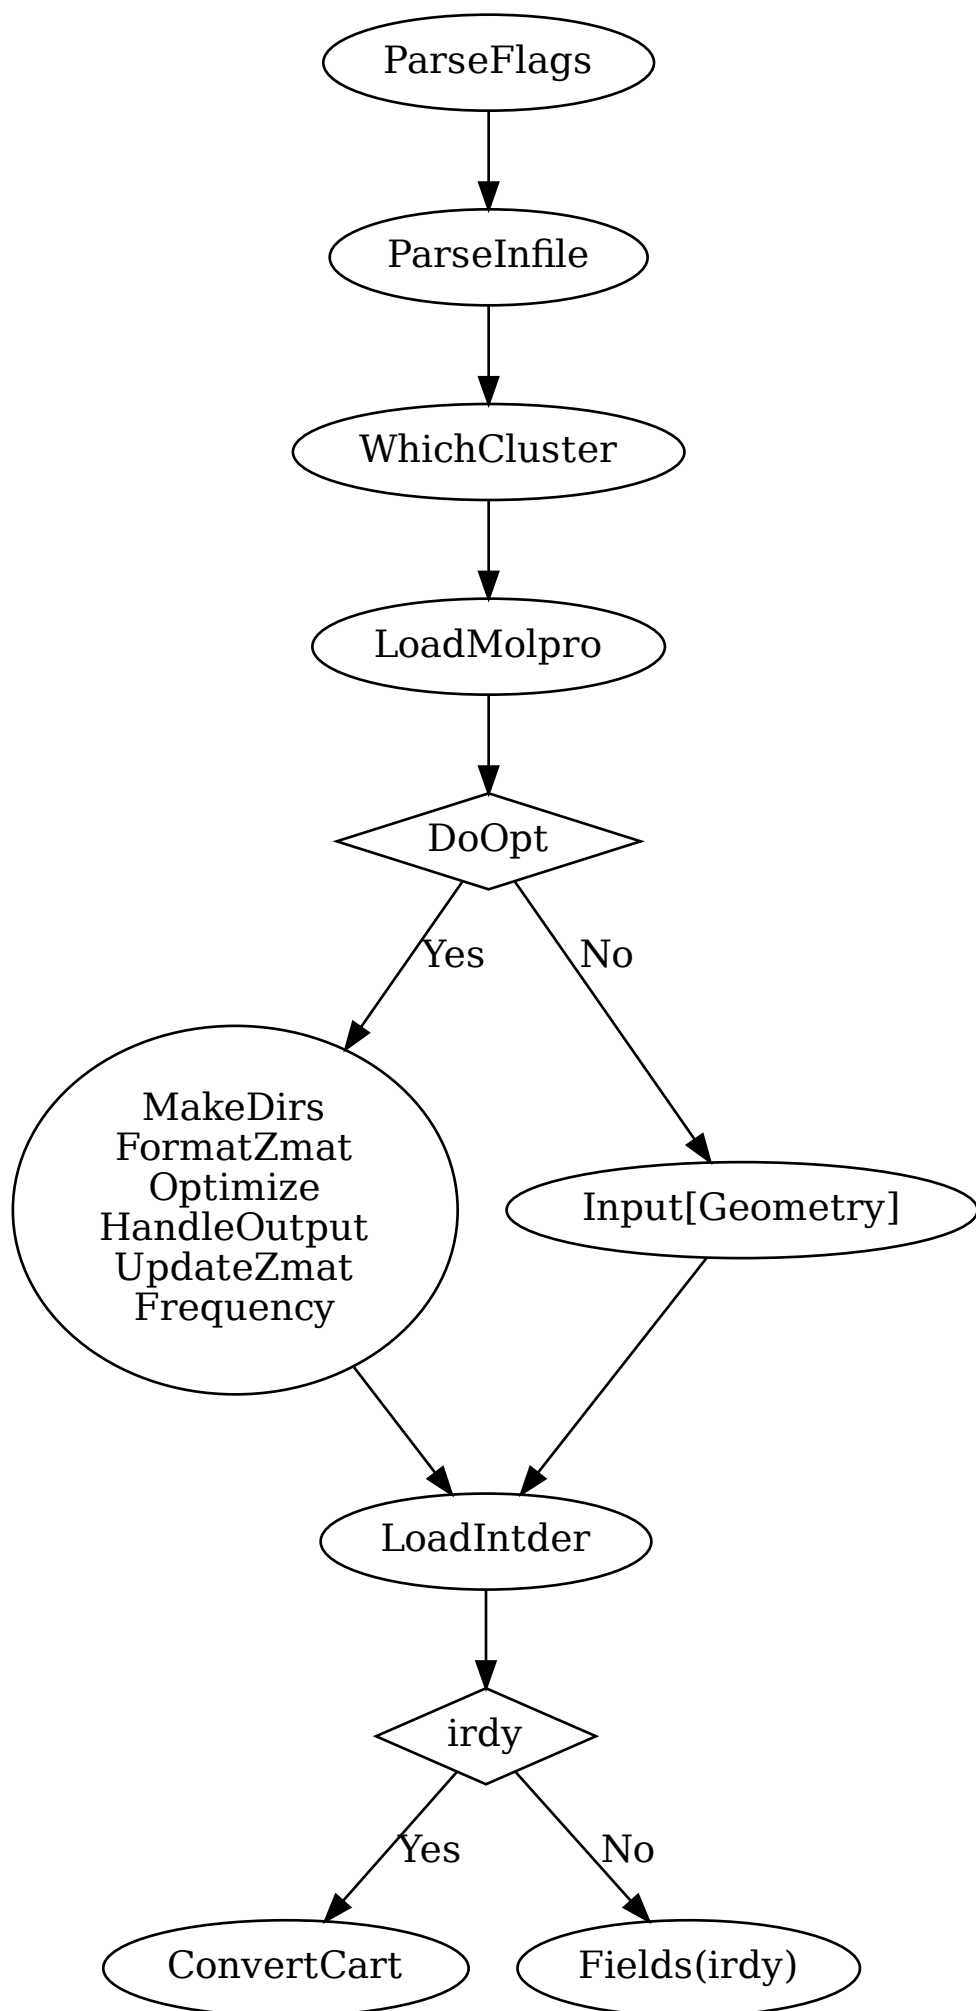 ParseFlags
ParseInfile
WhichCluster
LoadMolpro
DoOpt
Yes
No
MakeDirs
FormatZmat
Optimize
HandleOutput
UpdateZmat
Frequency
Input[Geometry]
LoadIntder
irdy
Yes
No
ConvertCart
Fields(irdy)